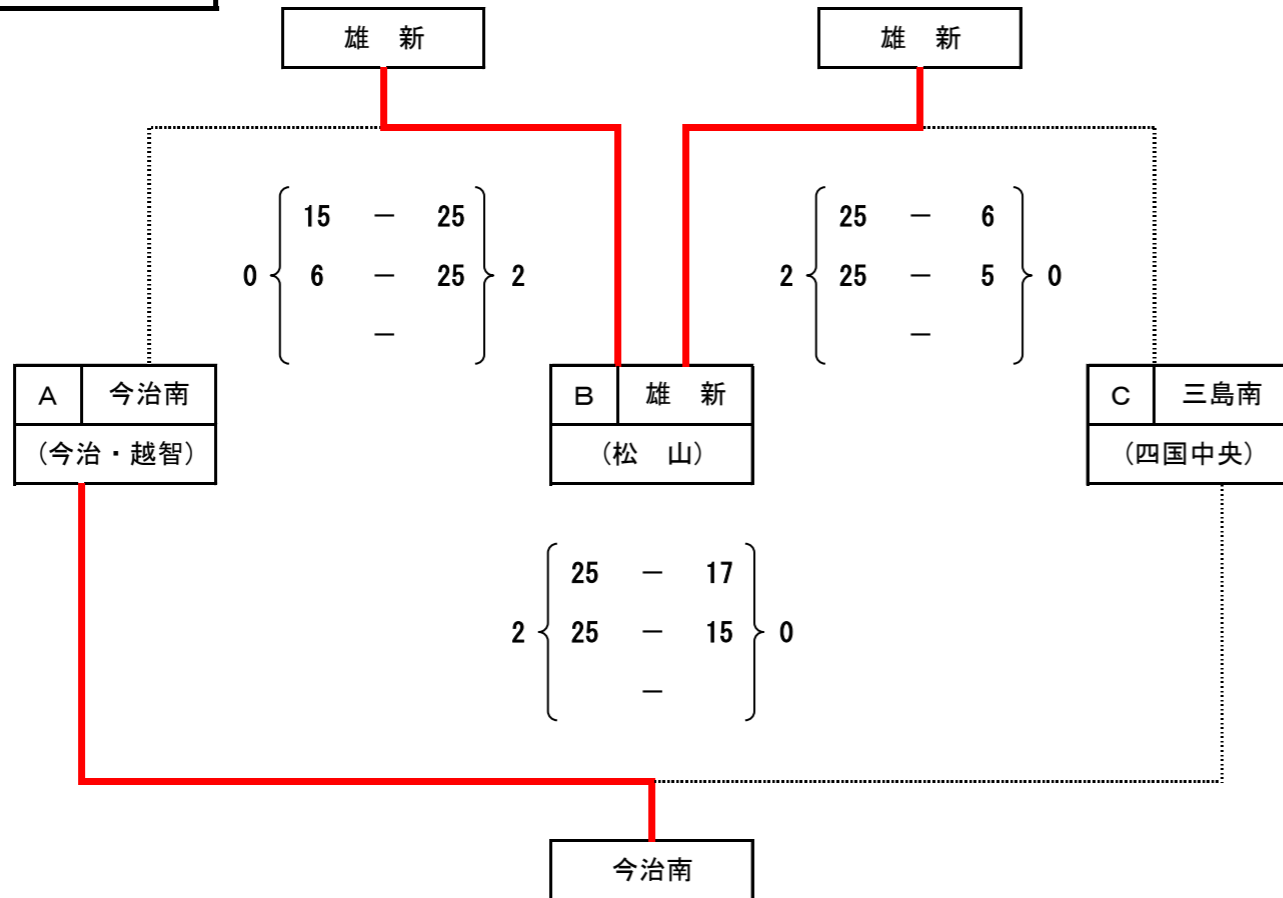 雄　新
雄　新
15 － 25
25 － 6
0 6 － 25 2
2 25 － 5 0
－
－
A 今治南
B 雄　新
C 三島南
(今治・越智)
(松　山)
(四国中央)
25 － 17
2 25 － 15 0
－
今治南